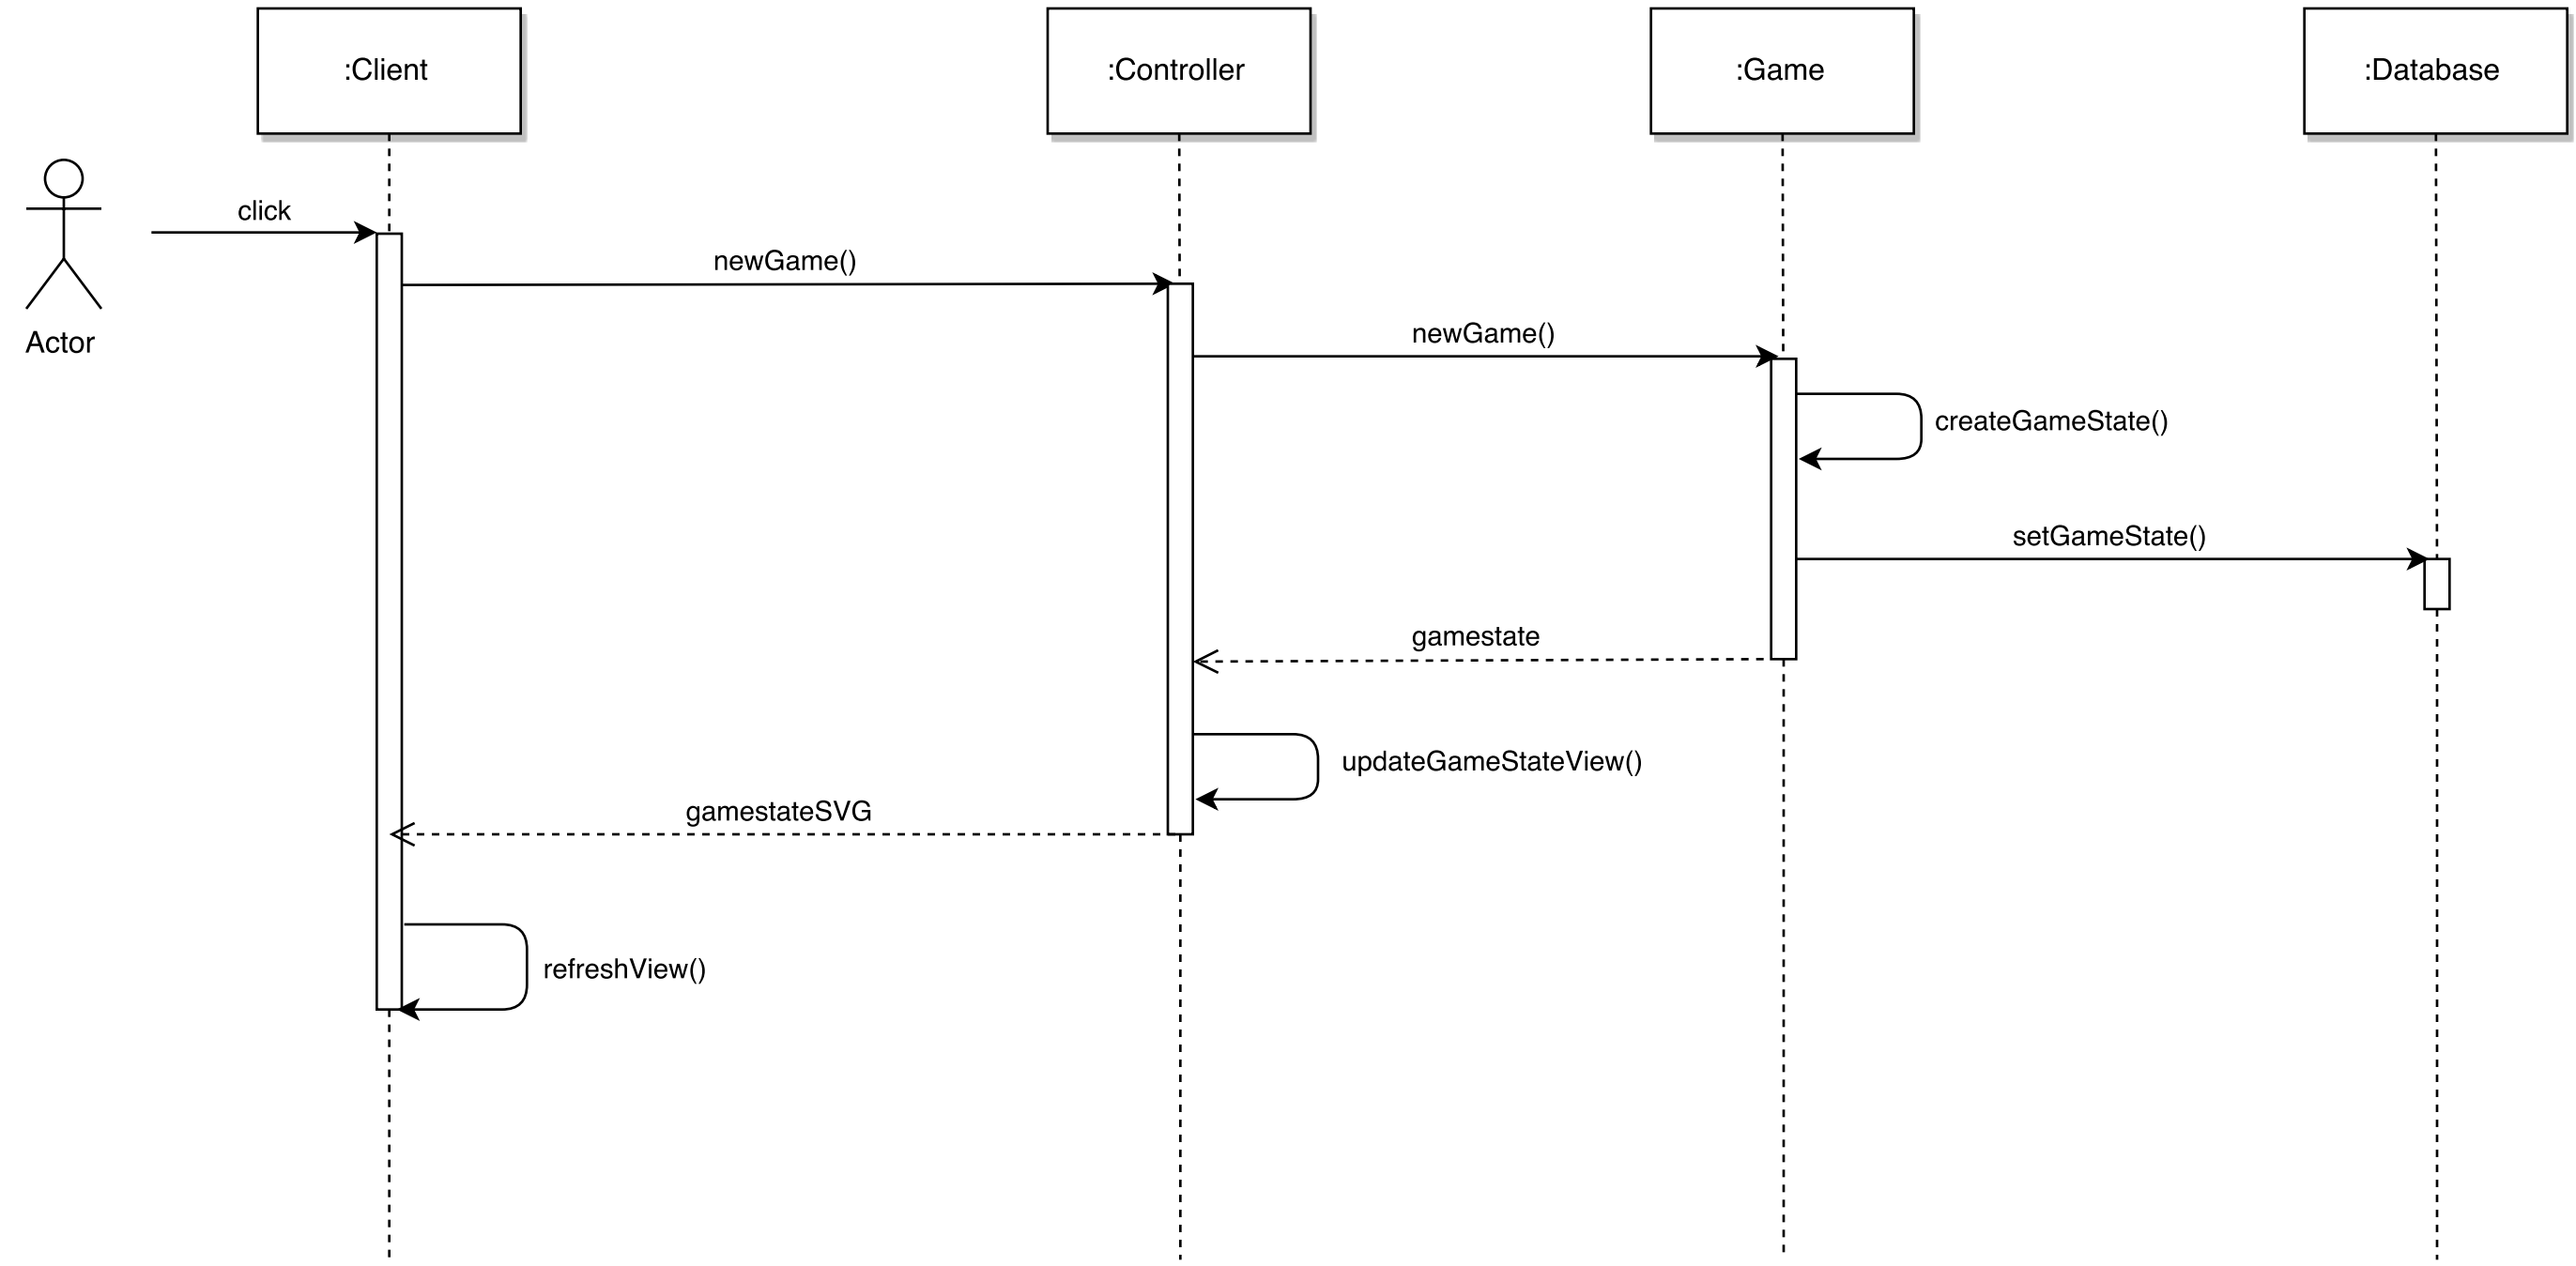 :Client
:Controller
:Game
:Database
click
newGame()
Actor
newGame()
createGameState()
setGameState()
gamestate
updateGameStateView()
gamestateSVG
refreshView()